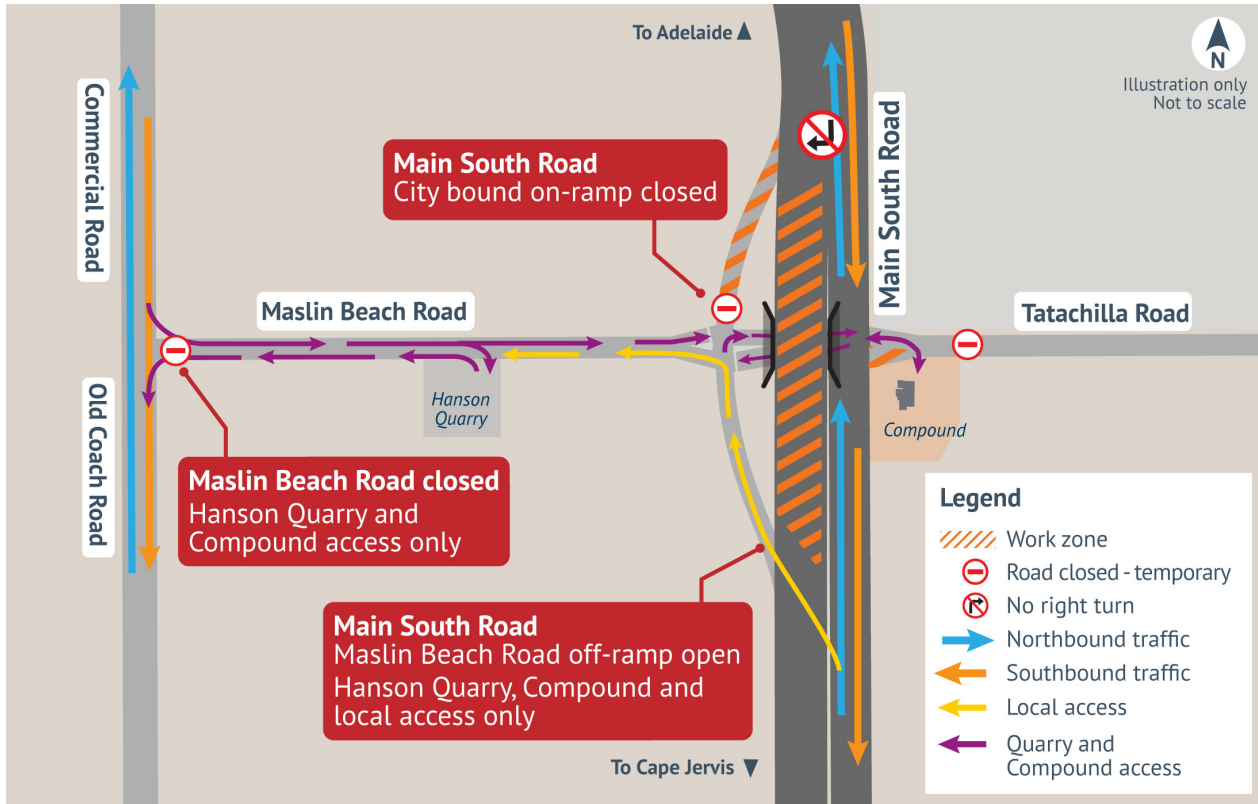 To Adelaide
N
Illustration only
Not to scale
Commercial Road
Main South Road
City bound on-ramp closed
Main South Road
Maslin Beach Road
Tatachilla Road
Old Coach Road
Hanson
Quarry
Compound
Maslin Beach Road closed
Hanson Quarry and
Compound access only
Main South Road
Maslin Beach Road off-ramp open
Hanson Quarry, Compound and
local access only
To Cape Jervis
Legend
Work zone
Road closed - temporary
No right turn
Northbound traffic
Southbound traffic
Local access
Quarry and
Compound access